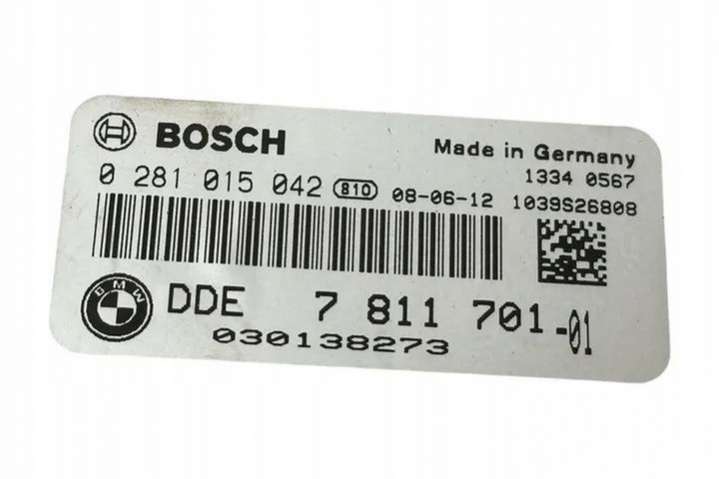 BOSCH
Made in Germany
1334 0567
0 281 015 042 810 08-06-12 1039S26808
BMW
DDE 7 811 701-01
030138273